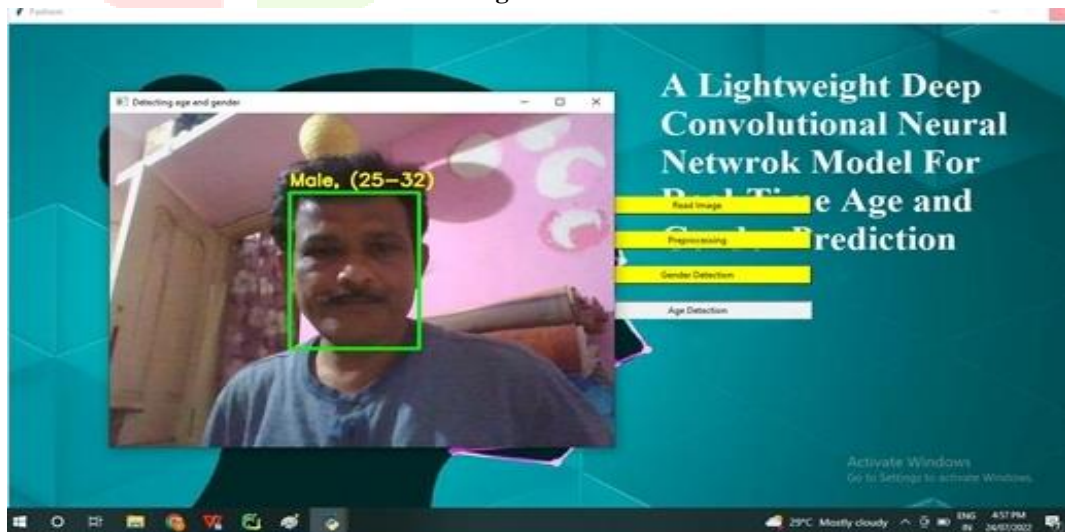 Fashion
A Lightweight Deep
Convolutional Neural
Netwrok Model For
e Age and
rediction
Detecting age and gender
Male, (25-32)
Read Image
Preprocessing
Gender Detection
Age Detection
Activate Windows
Go to Settings to activate Windows.
29°C Mostly cloudy
ENG
IN
4:57 PM
24/07/2022